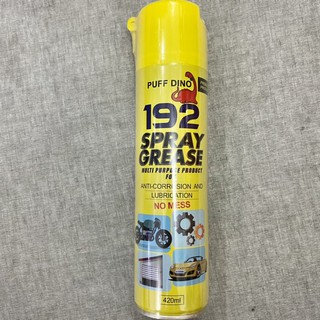 PUFF DINO
192
SPRAY
GREASE
MULTI PURPOSE PRODUCT
FOR
ANTI-CORROSION AND
LUBRICATION
NO MESS
420ml